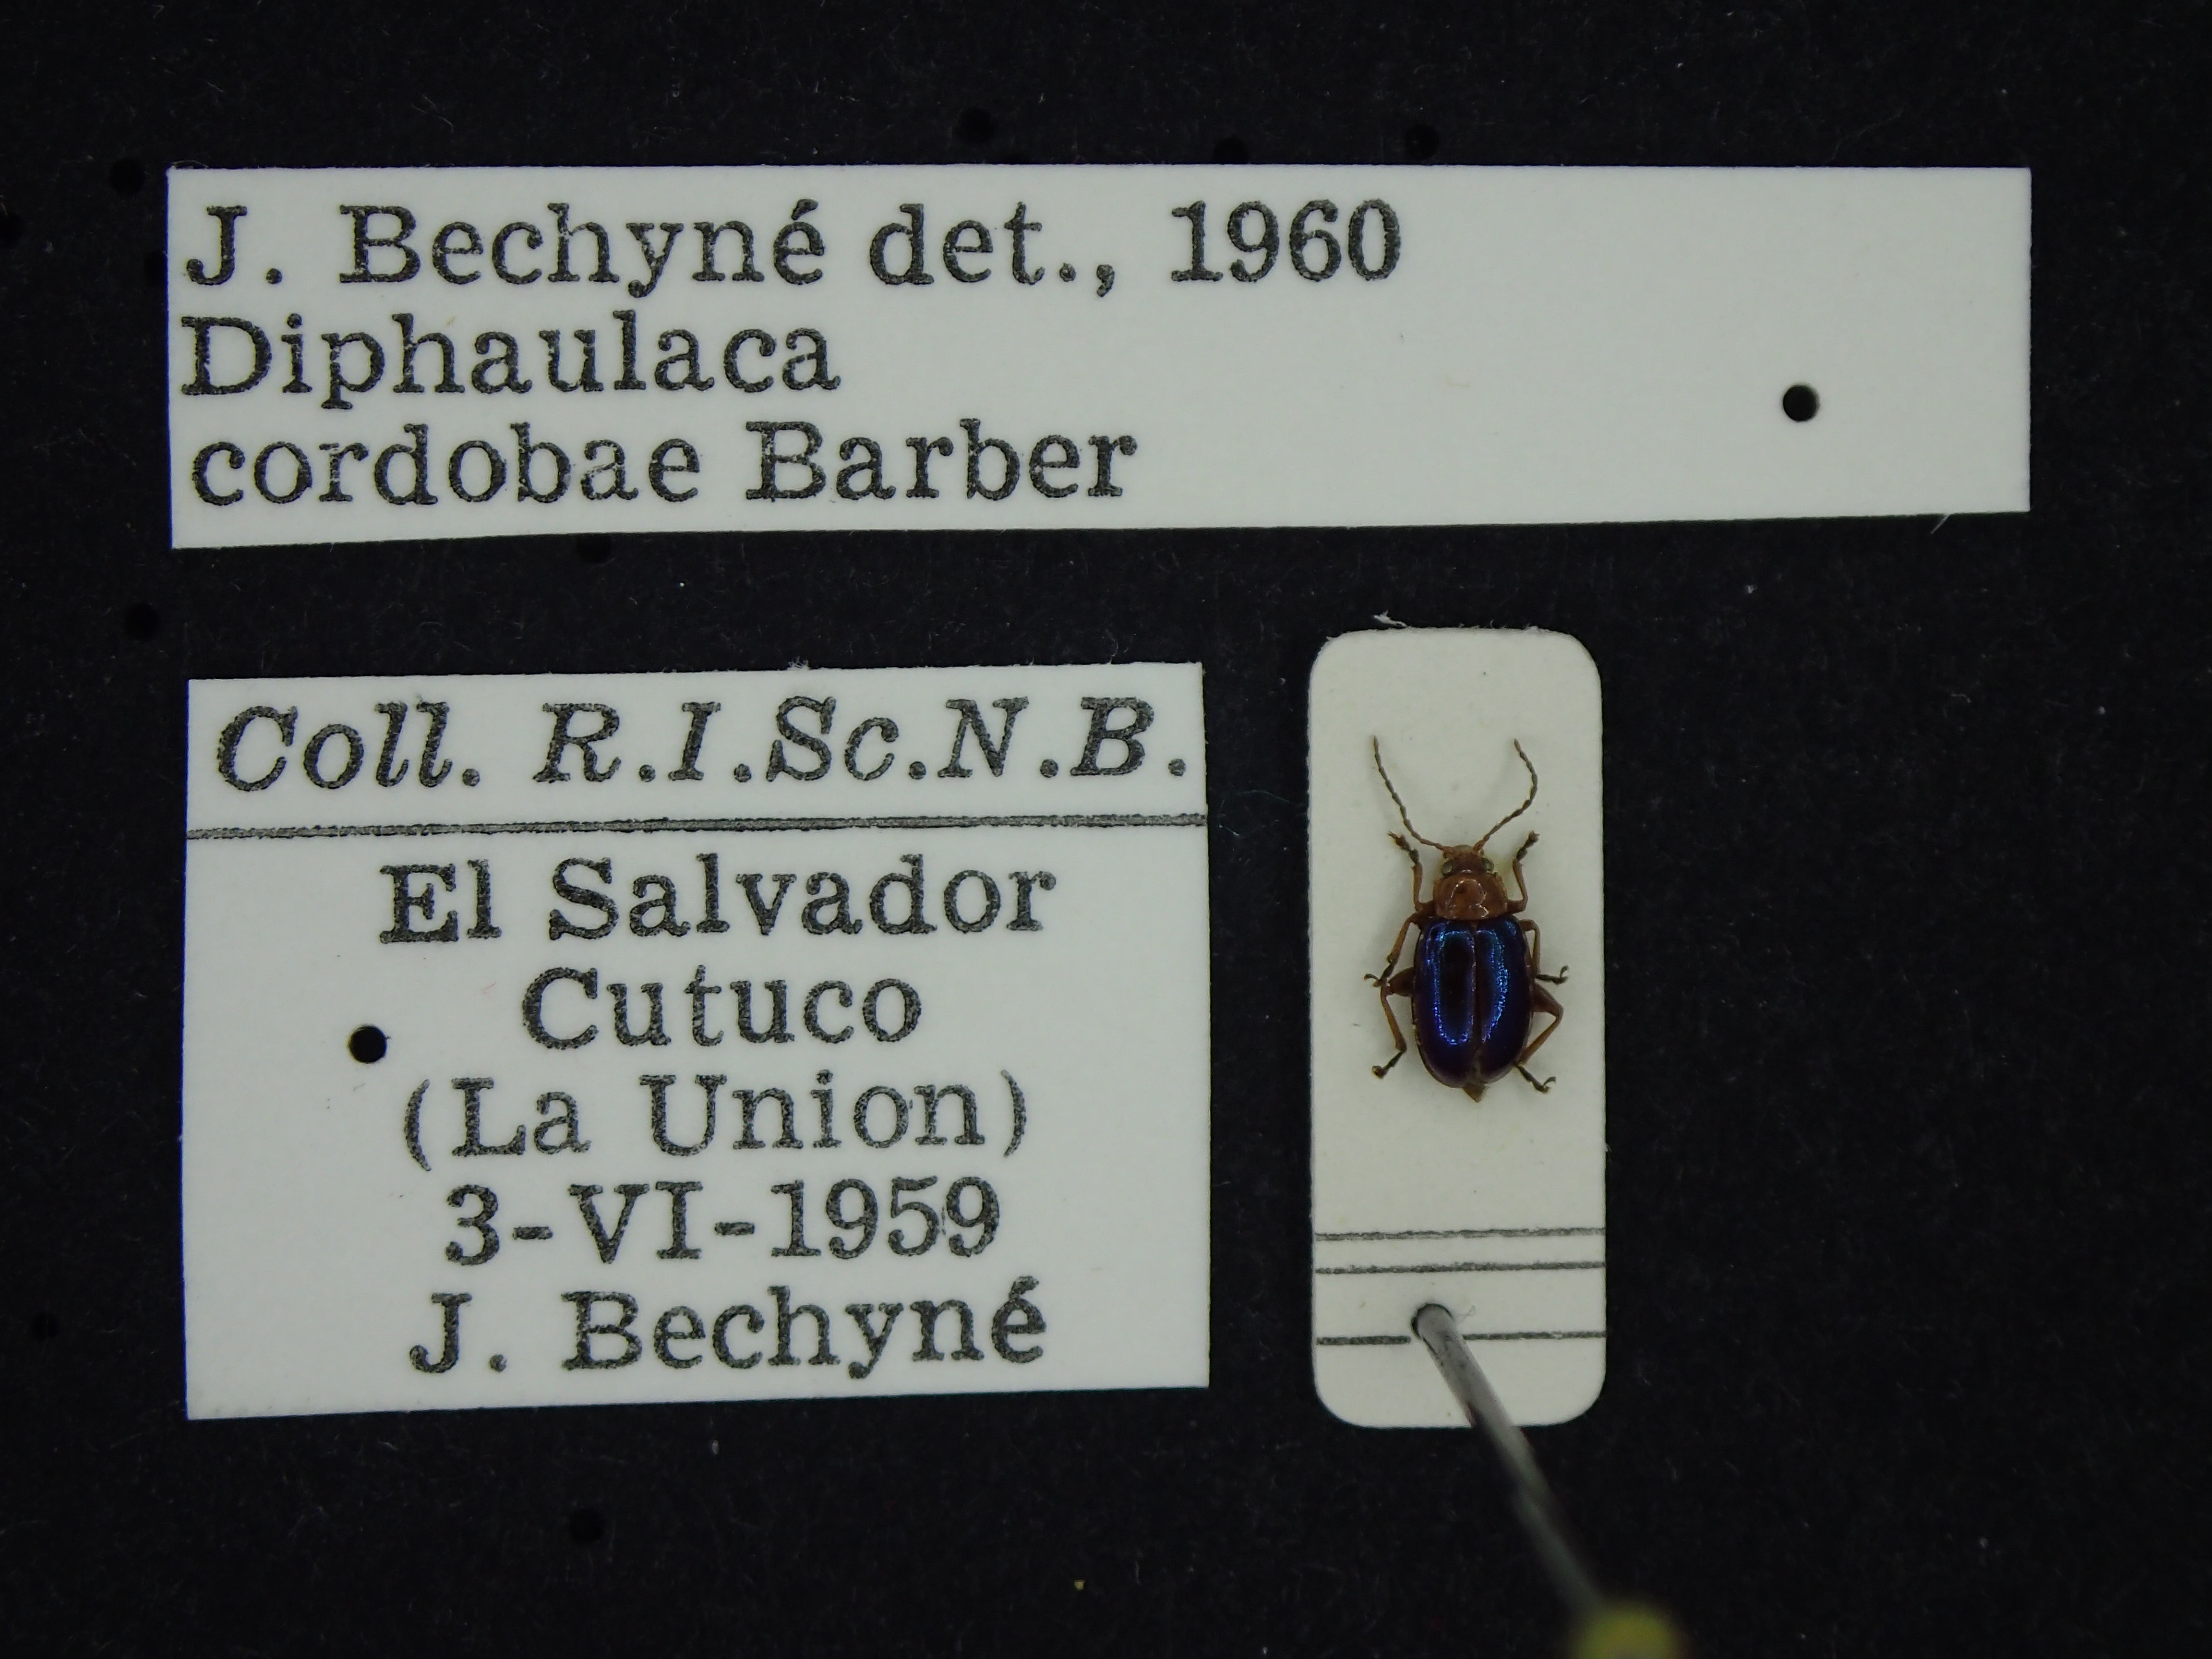 J. Bechyné det., 1960
Diphaulaca
cordobae Barber
Coll. R.I.Sc.N.B.
El Salvador
Cutuco
(La Union)
3-VI-1959
J. Bechyné